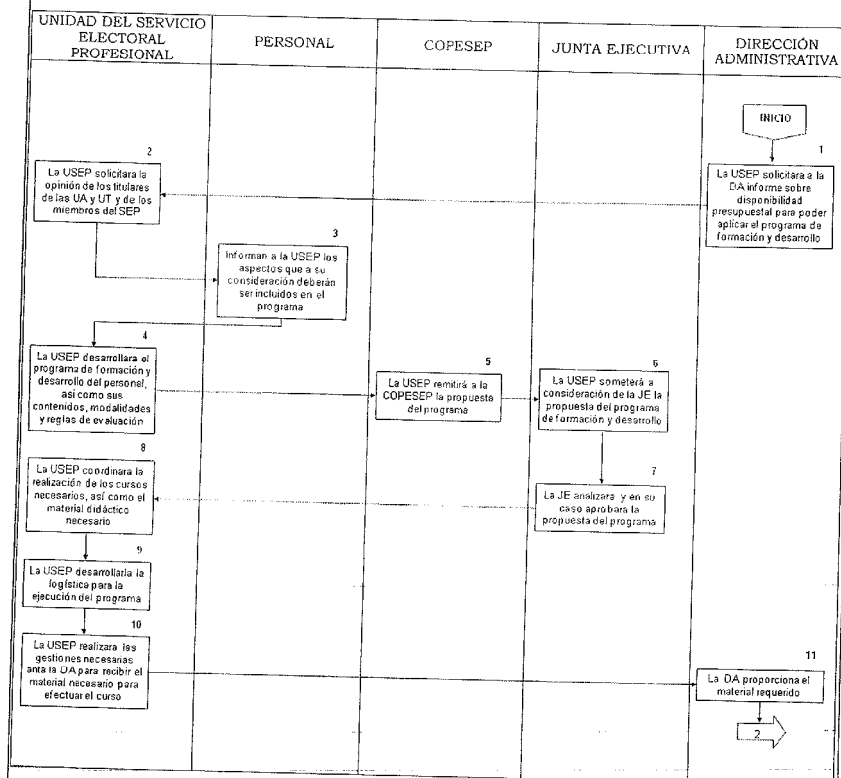 UNIDAD DEL SERVICIO
ELECTORAL
PROFESIONAL
PERSONAL
COPESEP
JUNTA EJECUTIVA
DIRECCIÓN
ADMINISTRATIVA
INICIO
1
La USEP solicitara a la
DA informe sobre
disponibilidad
presupuestal para poder
aplicar el programa de
formación y desarrollo
2
La USEP solicitara la
opinión de los titulares
de las UA y UT y de los
miembros del SEP
3
Informan a la USEP los
aspectos que a su
consideración deberán
ser incluidos en el
programa
4
La USEP desarrollara el
programa de formación y
desarrollo del personal,
asi como sus
contenidos, modalidades
y reglas de evaluación
5
La USEP remitirá a la
COPESEP la propuesta
del programa
6
La USEP someterá a
consideración de la JE la
propuesta del programa
de formación y desarrollo
7
La JE analizara y en su
caso aprobara la
propuesta del programa
8
La USEP coordinara la
realización de los cursos
necesarios, así como el
material didáctico
necesario
9
La USEP desarrollaría la
logística para la
ejecución del programa
10
La USEP realizara las
gestiones necesarias
ante la DA para recibir el
material necesario para
efectuar el curso
11
La DA proporciona el
material requerido
2